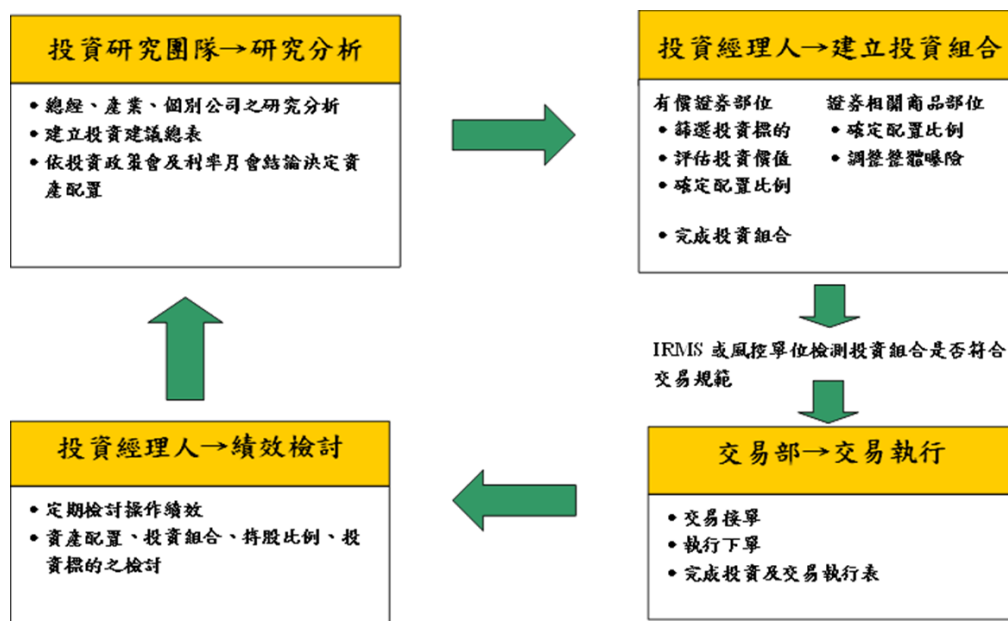 投資研究團隊→研究分析
• 總經、產業、個別公司之研究分析
• 建立投資建議總表
• 依投資政策會及利率月會結論決定資
產配置
投資經理人→建立投資組合
有價證券部位
• 篩選投資標的
• 評估投資價值
• 確定配置比例
• 完成投資組合
證券相關商品部位
• 確定配置比例
• 調整整體曝險
IRMS 或風控單位檢測投資組合是否符合
交易規範
交易部→交易執行
• 交易接單
• 執行下單
• 完成投資及交易執行表
投資經理人→績效檢討
• 定期檢討操作績效
• 資產配置、投資組合、持股比例、投
資標的之檢討